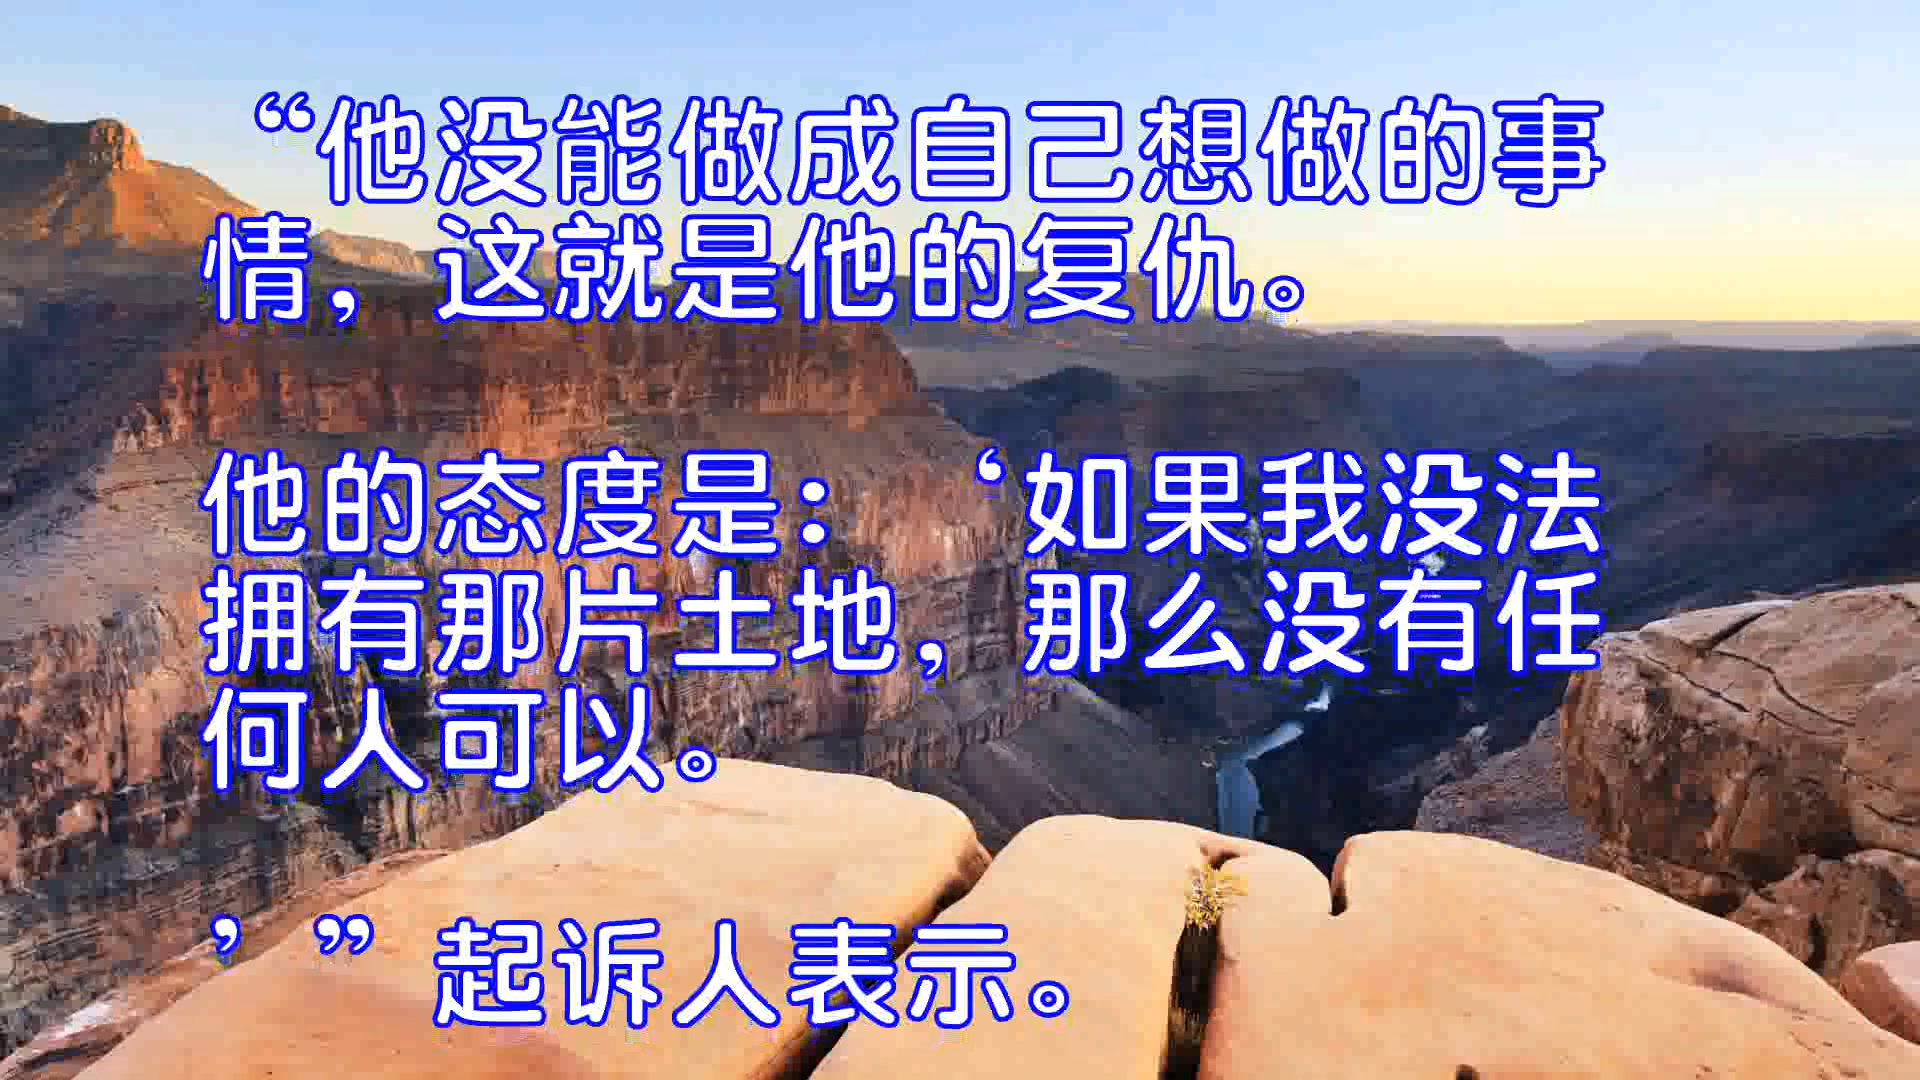 “他没能做成自己想做的事
情，这就是他的复仇。
他的态度是：‘如果我没法
拥有那片土地，那么没有任
何人可以。
’”起诉人表示。